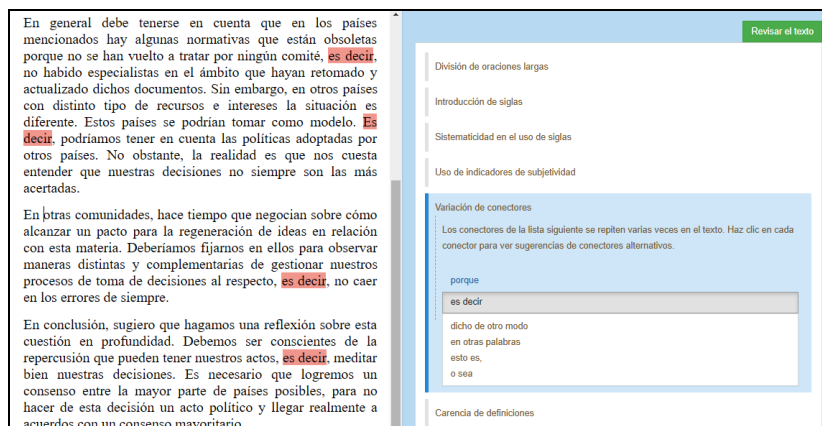 En general debe tenerse en cuenta que en los países
mencionados hay algunas normativas que están obsoletas
porque no se han vuelto a tratar por ningún comité, es decir,
no habido especialistas en el ámbito que hayan retomado y
actualizado dichos documentos. Sin embargo, en otros países
con distinto tipo de recursos e intereses la situación es
diferente. Estos países se podrían tomar como modelo. Es
decir, podríamos tener en cuenta las políticas adoptadas por
otros países. No obstante, la realidad es que nos cuesta
entender que nuestras decisiones no siempre son las más
acertadas.
En otras comunidades, hace tiempo que negocian sobre cómo
alcanzar un pacto para la regeneración de ideas en relación
con esta materia. Deberíamos fijarnos en ellos para observar
maneras distintas y complementarias de gestionar nuestros
procesos de toma de decisiones al respecto, es decir, no caer
en los errores de siempre.
En conclusión, sugiero que hagamos una reflexión sobre esta
cuestión en profundidad. Debemos ser conscientes de la
repercusión que pueden tener nuestros actos, es decir, meditar
bien nuestras decisiones. Es necesario que logremos un
consenso entre la mayor parte de países posibles, para no
hacer de esta decisión un acto político y llegar realmente a
acuerdos con un consenso mayoritario.
Revisar el texto
División de oraciones largas
Introducción de siglas
Sistematicidad en el uso de siglas
Uso de indicadores de subjetividad
Variación de conectores
Los conectores de la lista siguiente se repiten varias veces en el texto. Haz clic en cada
conector para ver sugerencias de conectores alternativos.
porque
es decir
dicho de otro modo
en otras palabras
esto es,
o sea
Carencia de definiciones